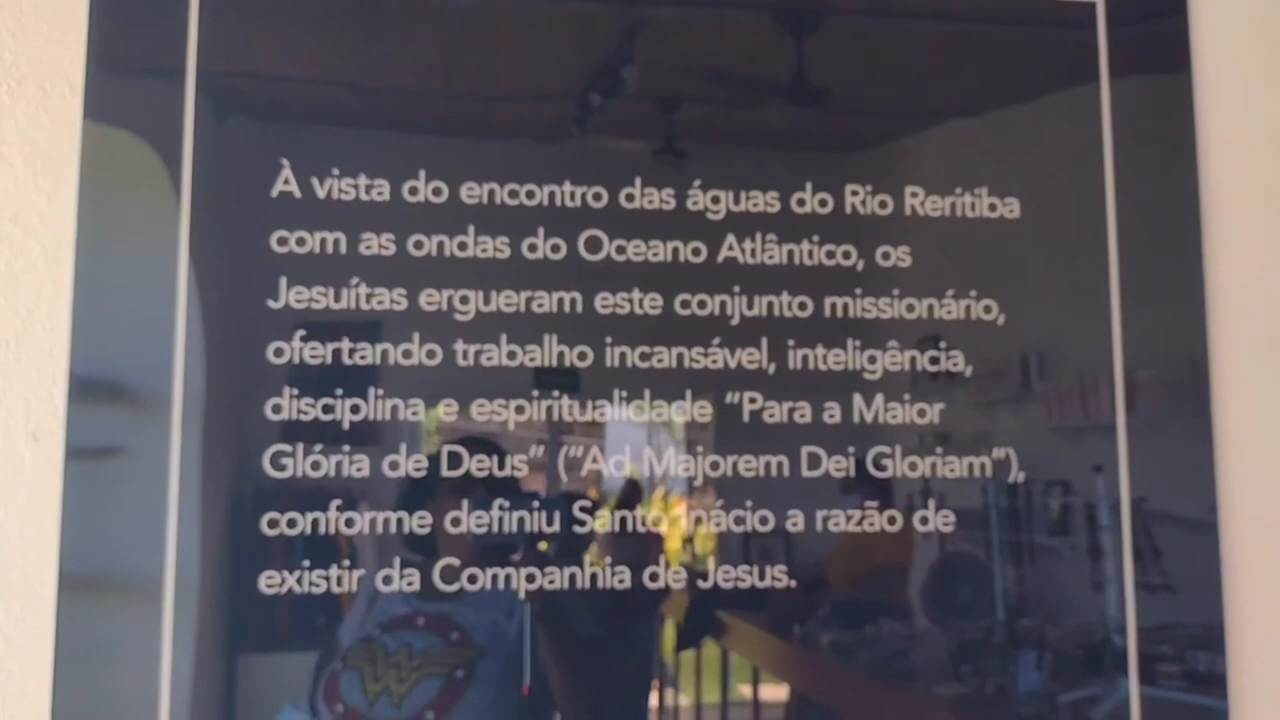 À vista do encontro das águas do Rio Reritiba
com as ondas do Oceano Atlântico, os
Jesuítas ergueram este conjunto missionário,
ofertando trabalho incansável, inteligência,
disciplina e espiritualidade “Para a Maior
Glória de Deus” (“Ad Majorem Dei Gloriam”),
conforme definiu Santo Inácio a razão de
existir da Companhia de Jesus.